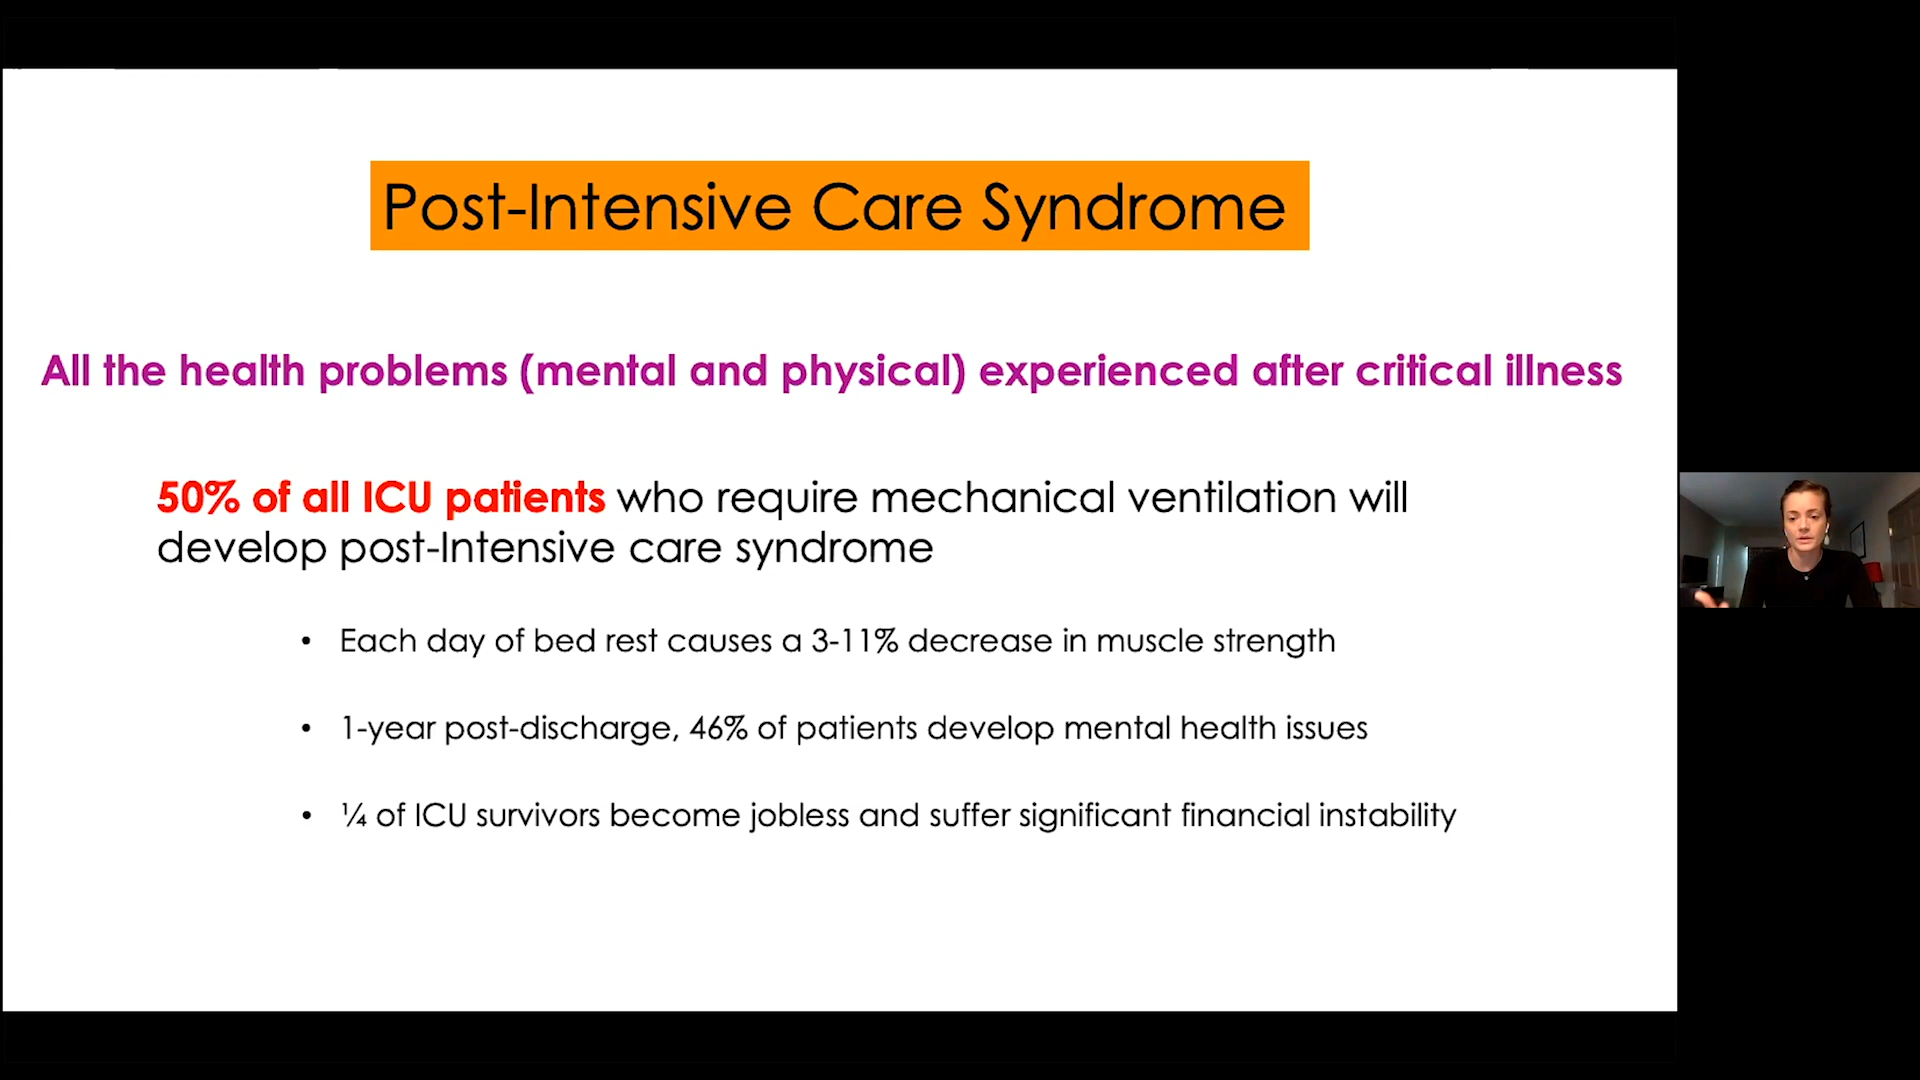 Post-Intensive Care Syndrome
All the health problems (mental and physical) experienced after critical illness
50% of all ICU patients who require mechanical ventilation will
develop post-Intensive care syndrome
• Each day of bed rest causes a 3-11% decrease in muscle strength
• 1-year post-discharge, 46% of patients develop mental health issues
• ¼ of ICU survivors become jobless and suffer significant financial instability